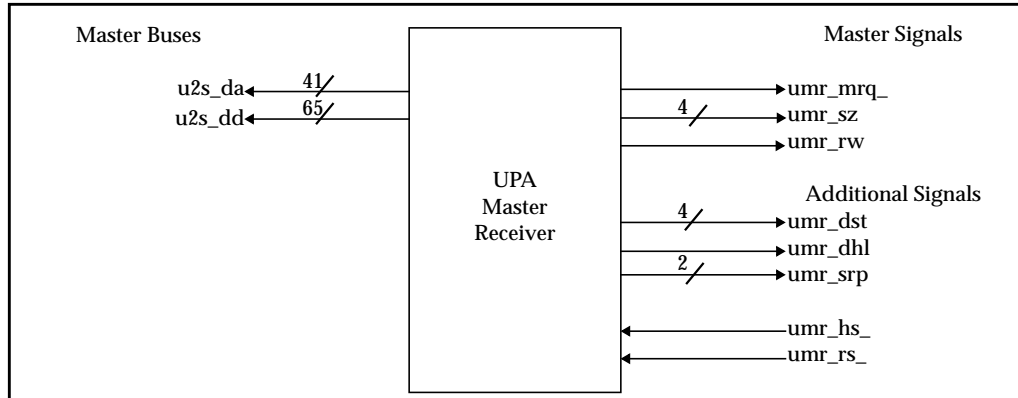 Master Buses
Master Signals
u2s_da
41
u2s_dd
65
umr_mrq_
4
umr_sz
umr_rw
UPA
Master
Receiver
Additional Signals
4
umr_dst
umr_dhl
2
umr_srp
umr_hs_
umr_rs_